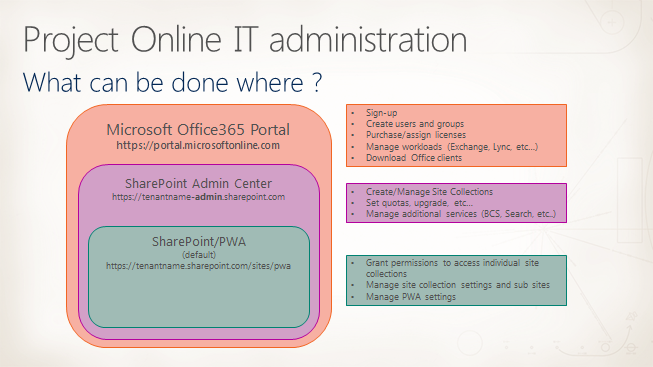 Project Online IT administration
What can be done where ?
Microsoft Office365 Portal
https://portal.microsoftonline.com
SharePoint Admin Center
https://tenantname-admin.sharepoint.com
SharePoint/PWA
(default)
https://tenantname.sharepoint.com/sites/pwa
• Sign-up
• Create users and groups
• Purchase/assign licenses
• Manage workloads (Exchange, Lync, etc...)
• Download Office clients
• Create/Manage Site Collections
• Set quotas, upgrade, etc...
• Manage additional services (BCS, Search, etc..)
• Grant permissions to access individual site
collections
• Manage site collection settings and sub sites
• Manage PWA settings